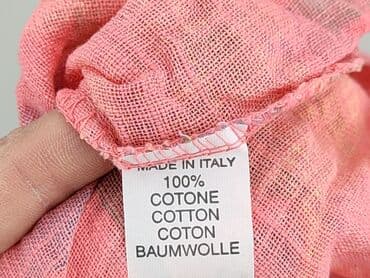 MADE IN ITALY
100%
COTONE
COTTON
COTON
BAUMWOLLE